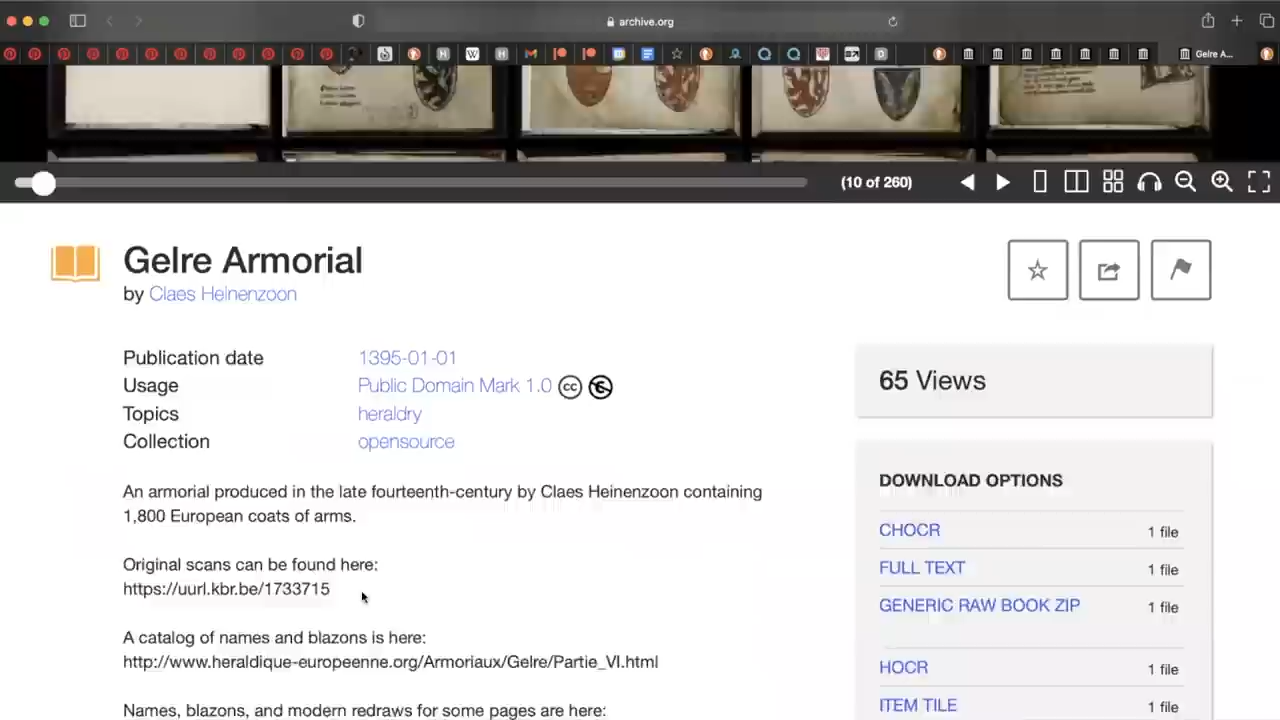 archive.org
Gelre A...
(10 of 260)
Gelre Armorial
by Claes Heinenzoon
Publication date 1395-01-01
Usage Public Domain Mark 1.0
Topics heraldry
Collection opensource
An armorial produced in the late fourteenth-century by Claes Heinenzoon containing
1,800 European coats of arms.
Original scans can be found here:
https://uurl.kbr.be/1733715
A catalog of names and blazons is here:
http://www.heraldique-europeenne.org/Armoriaux/Gelre/Partie_VI.html
Names, blazons, and modern redraws for some pages are here:
65 Views
DOWNLOAD OPTIONS
CHOCR 1 file
FULL TEXT 1 file
GENERIC RAW BOOK ZIP 1 file
HOCR 1 file
ITEM TILE 1 file